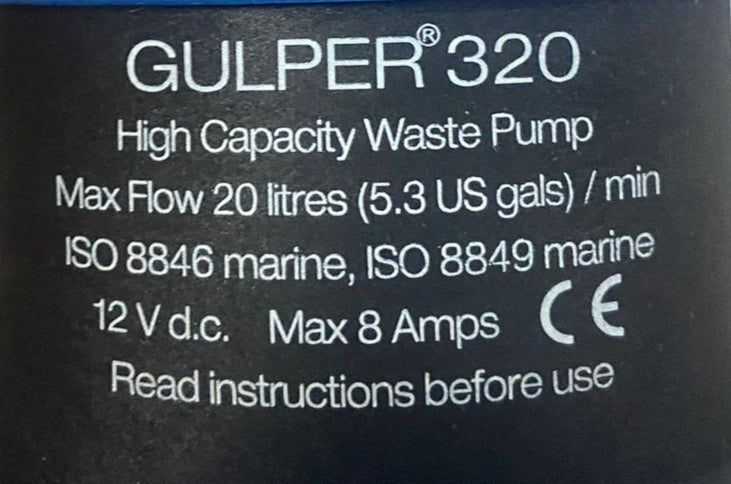 GULPER® 320
High Capacity Waste Pump
Max Flow 20 litres (5.3 US gals) / min
ISO 8846 marine, ISO 8849 marine
12 V d.c. Max 8 Amps CE
Read instructions before use